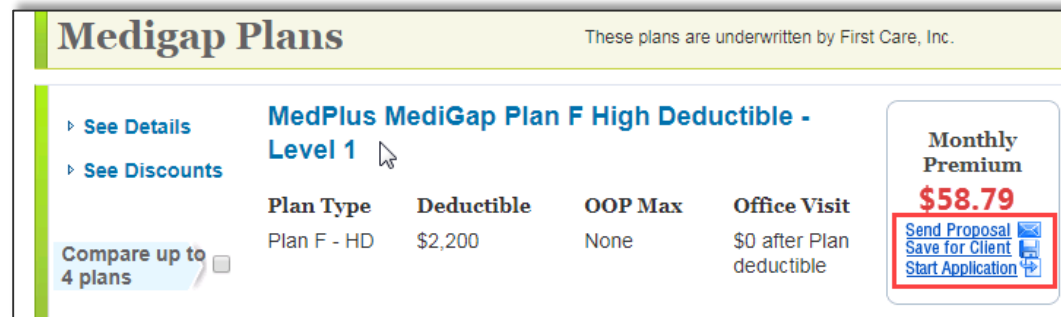 Medigap Plans
These plans are underwritten by First Care, Inc.
See Details
See Discounts
Compare up to
4 plans
MedPlus MediGap Plan F High Deductible -
Level 1
Plan Type Deductible OOP Max Office Visit
Plan F - HD $2,200 None $0 after Plan
deductible
Monthly
Premium
$58.79
Send Proposal
Save for Client
Start Application